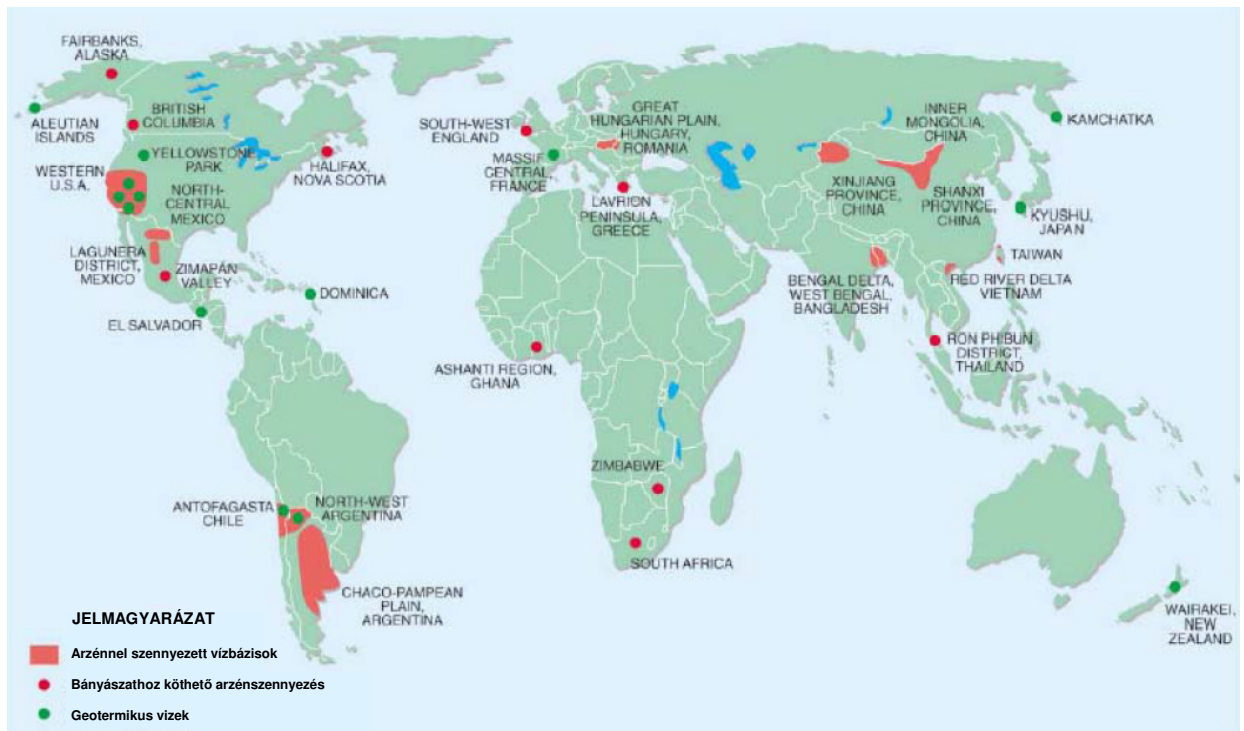 FAIRBANKS,
ALASKA
ALEUTIAN
ISLANDS
BRITISH
COLUMBIA
YELLOWSTONE
PARK
HALIFAX,
NOVA SCOTIA
WESTERN
U.S.A.
NORTH-
CENTRAL
MEXICO
LAGUNERA
DISTRICT,
MEXICO
ZIMAPÁN
VALLEY
DOMINICA
EL SALVADOR
ANTOFAGASTA
CHILE
NORTH-WEST
ARGENTINA
CHACO-PAMPEAN
PLAIN,
ARGENTINA
SOUTH-WEST
ENGLAND
MASSIF
CENTRAL,
FRANCE
GREAT
HUNGARIAN PLAIN,
HUNGARY,
ROMANIA
LAVRION
PENINSULA,
GREECE
ASHANTI REGION,
GHANA
ZIMBABWE
SOUTH AFRICA
INNER
MONGOLIA,
CHINA
XINJIANG
PROVINCE,
CHINA
SHANXI
PROVINCE,
CHINA
KAMCHATKA
KYUSHU,
JAPAN
TAIWAN
BENGAL DELTA,
WEST BENGAL,
BANGLADESH
RED RIVER DELTA
VIETNAM
RON PHIBUN
DISTRICT,
THAILAND
WAIRAKEI,
NEW
ZEALAND
JELMAGYARÁZAT
Arzénnel szennyezett vízbázisok
Bányászathoz köthető arzénszennyezés
Geotermikus vizek